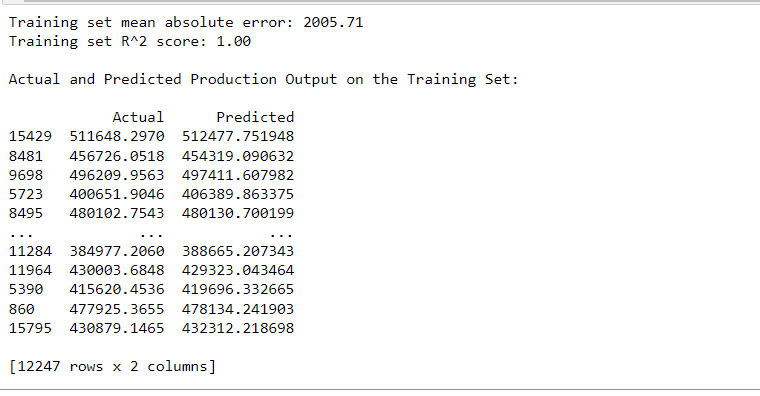 Training set mean absolute error: 2005.71
Training set R^2 score: 1.00
Actual and Predicted Production Output on the Training Set:
Actual Predicted
15429 511648.2970 512477.751948
8481 456726.0518 454319.090632
9698 496209.9563 497411.607982
5723 400651.9046 406389.863375
8495 480102.7543 480130.700199
... ... ...
11284 384977.2060 388665.207343
11964 430003.6848 429323.043464
5390 415620.4536 419696.332665
860 477925.3655 478134.241903
15795 430879.1465 432312.218698
[12247 rows x 2 columns]